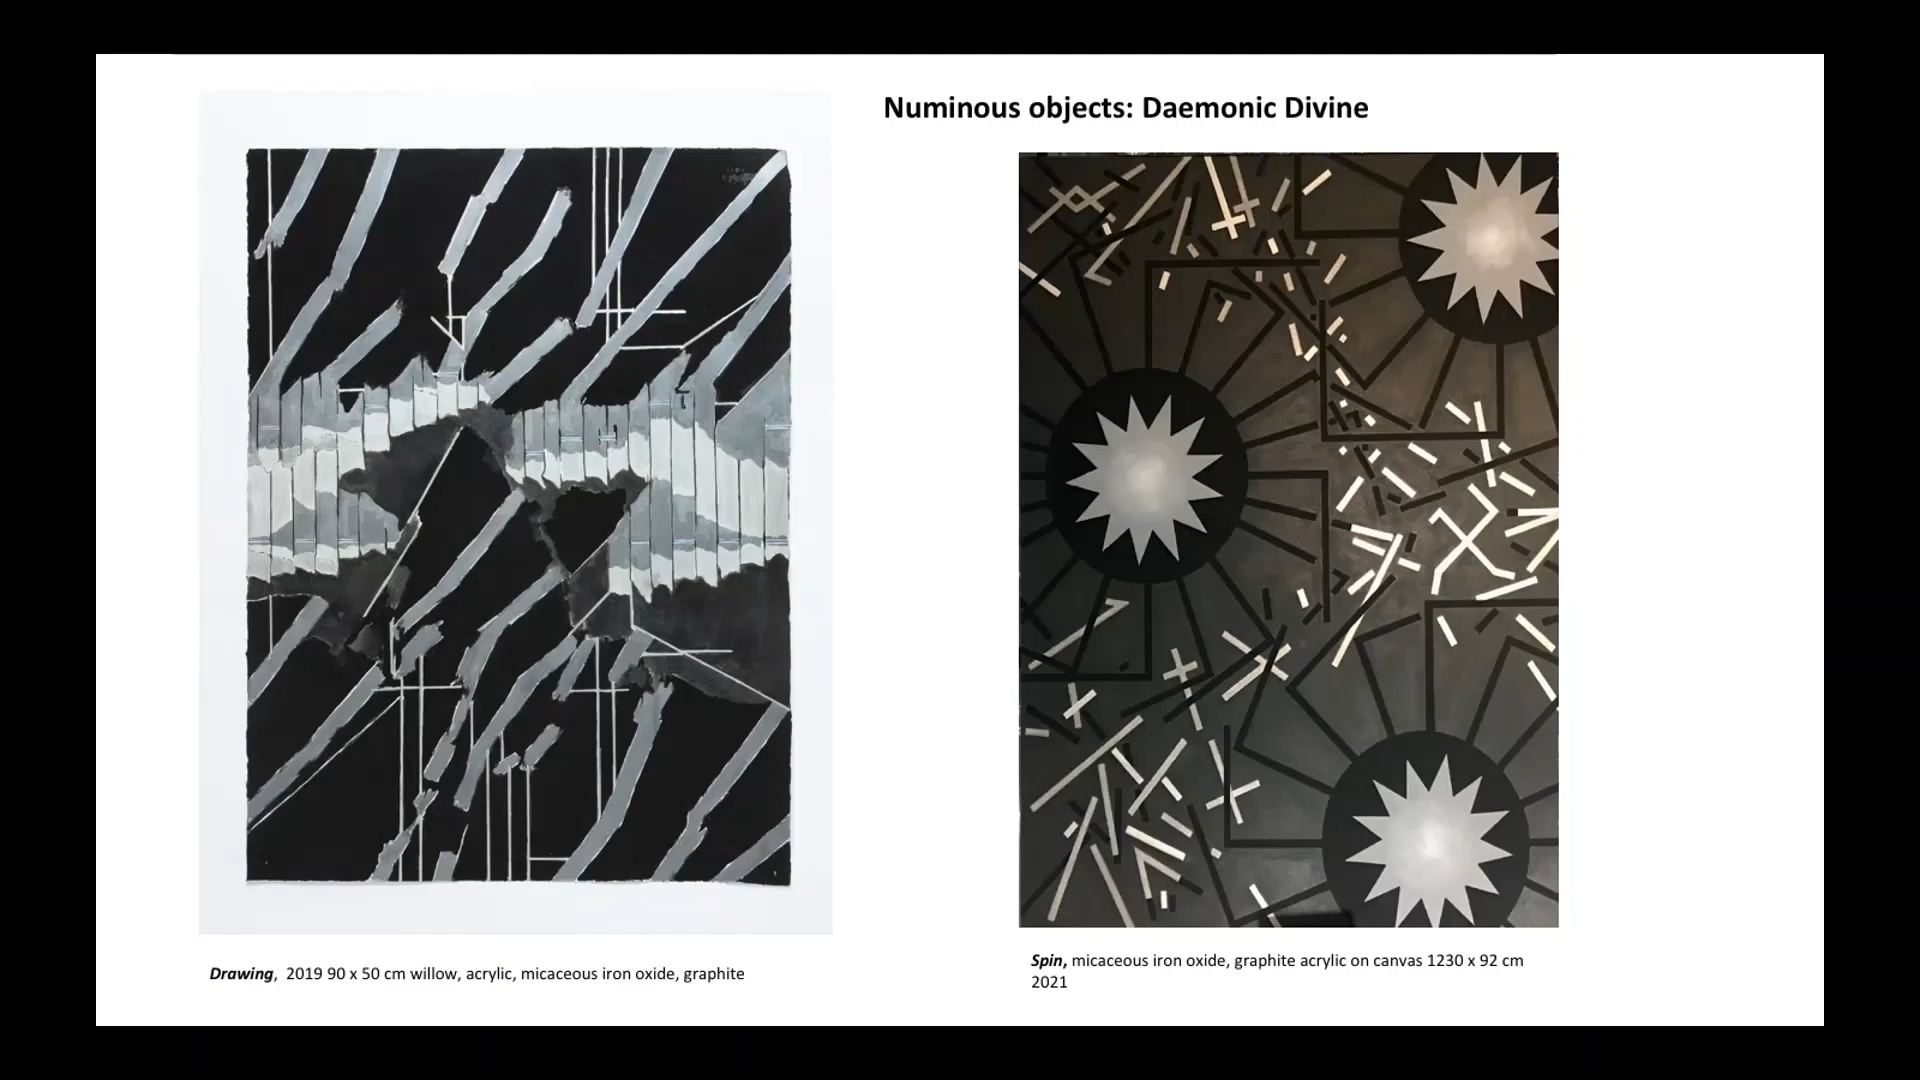 Numinous objects: Daemonic Divine
Drawing,  2019 90 x 50 cm willow, acrylic, micaceous iron oxide, graphite
Spin, micaceous iron oxide, graphite acrylic on canvas 1230 x 92 cm
2021